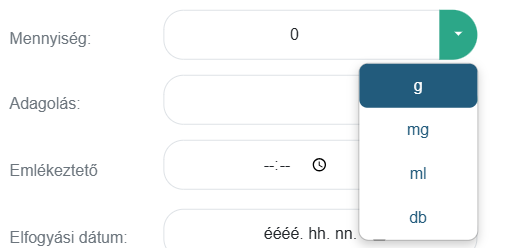 Mennyiség: 0
g
Adagolás:
mg
Emlékeztető --:--
ml
db
Elfogyási dátum: éééé. hh. nn.